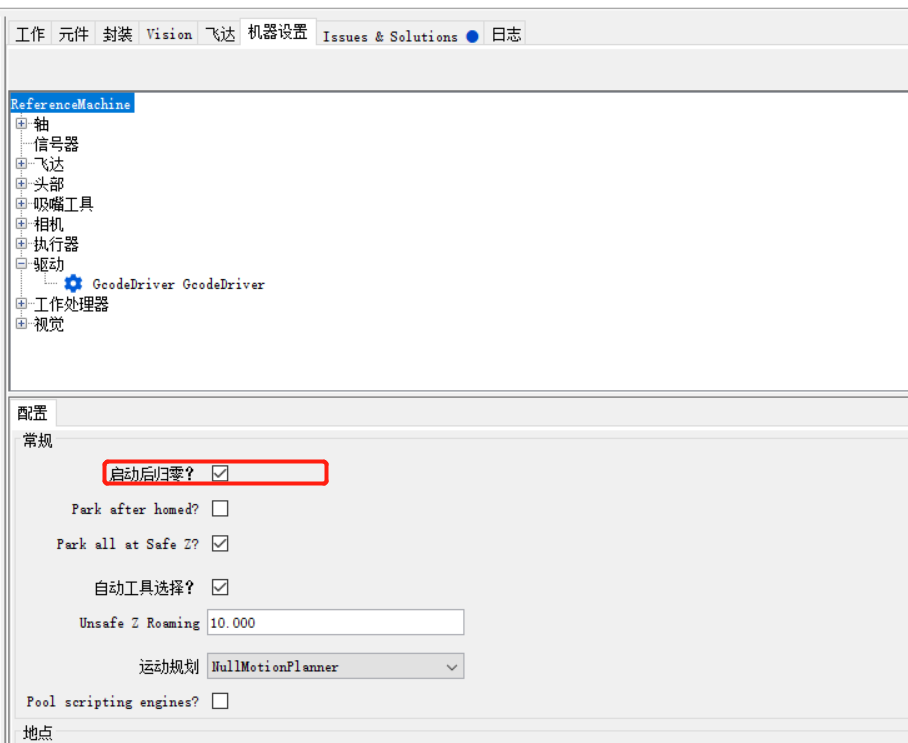 工作 元件 封装 Vision 飞达 机器设置 Issues & Solutions 日志
ReferenceMachine
轴
信号器
飞达
头部
吸嘴工具
相机
执行器
驱动
GcodeDriver GcodeDriver
工作处理器
视觉
配置
常规
启动后归零?
Park after homed?
Park all at Safe Z?
自动工具选择?
Unsafe Z Roaming 10.000
运动规划 NullMotionPlanner
Pool scripting engines?
地点